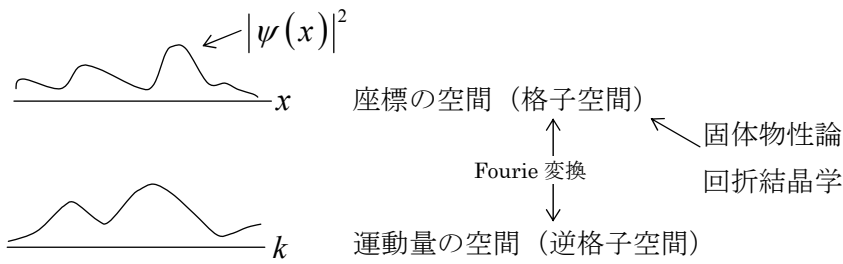 |ψ(x)|²
x
座標の空間（格子空間）
固体物性論
Fourie 変換
回折結晶学
k
運動量の空間（逆格子空間）